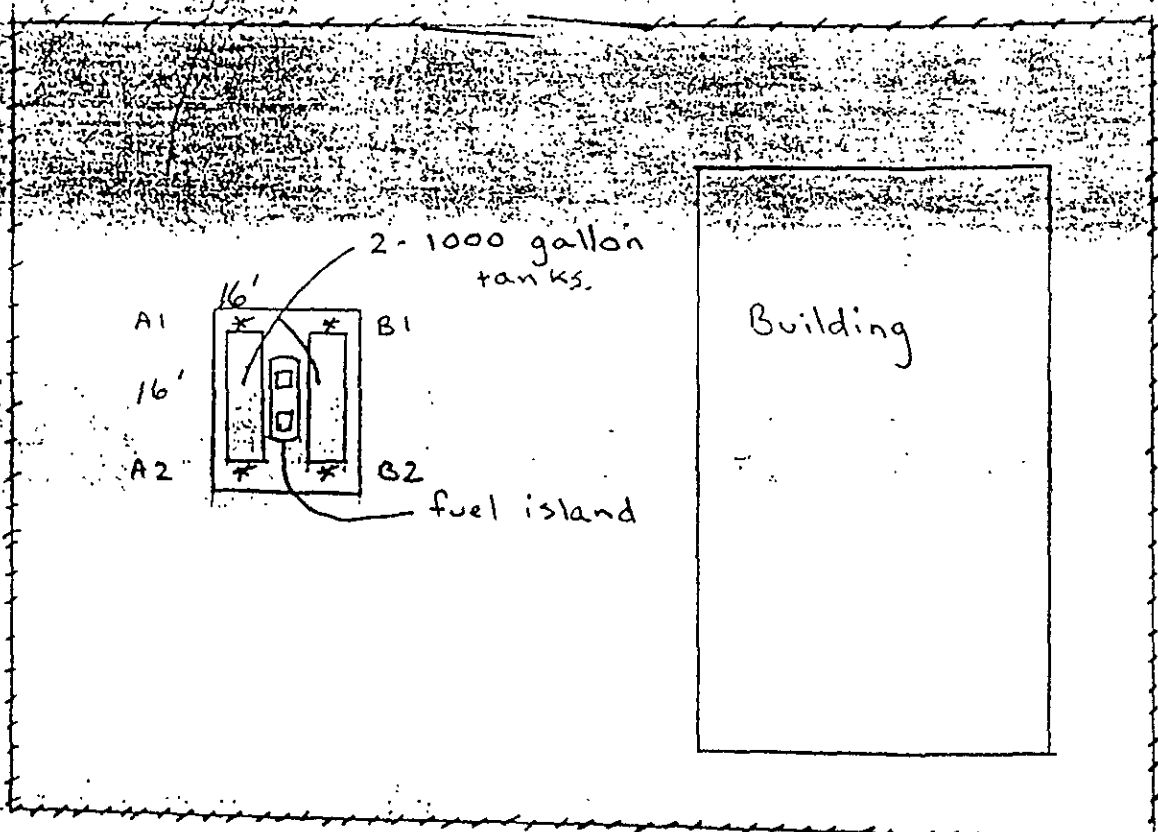 2 - 1000 gallon
tanks.
16'
A1
B1
Building
16'
A2
B2
fuel island